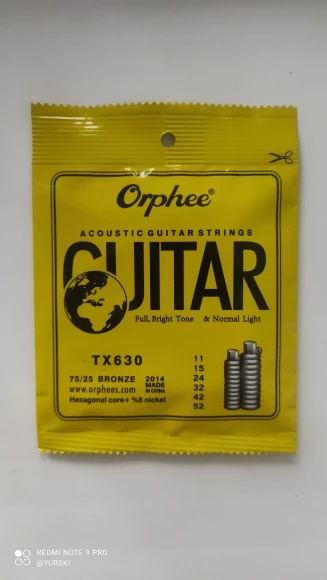 Orphee®
ACOUSTIC GUITAR STRINGS
GUITAR
Full, Bright Tone & Normal Light
TX630
75/25 BRONZE
2014
MADE
IN CHINA
www.orphees.com
Hexagonal core+ %8 nickel
11
15
24
32
42
52
REDMI NOTE 9 PRO
@YURSKI